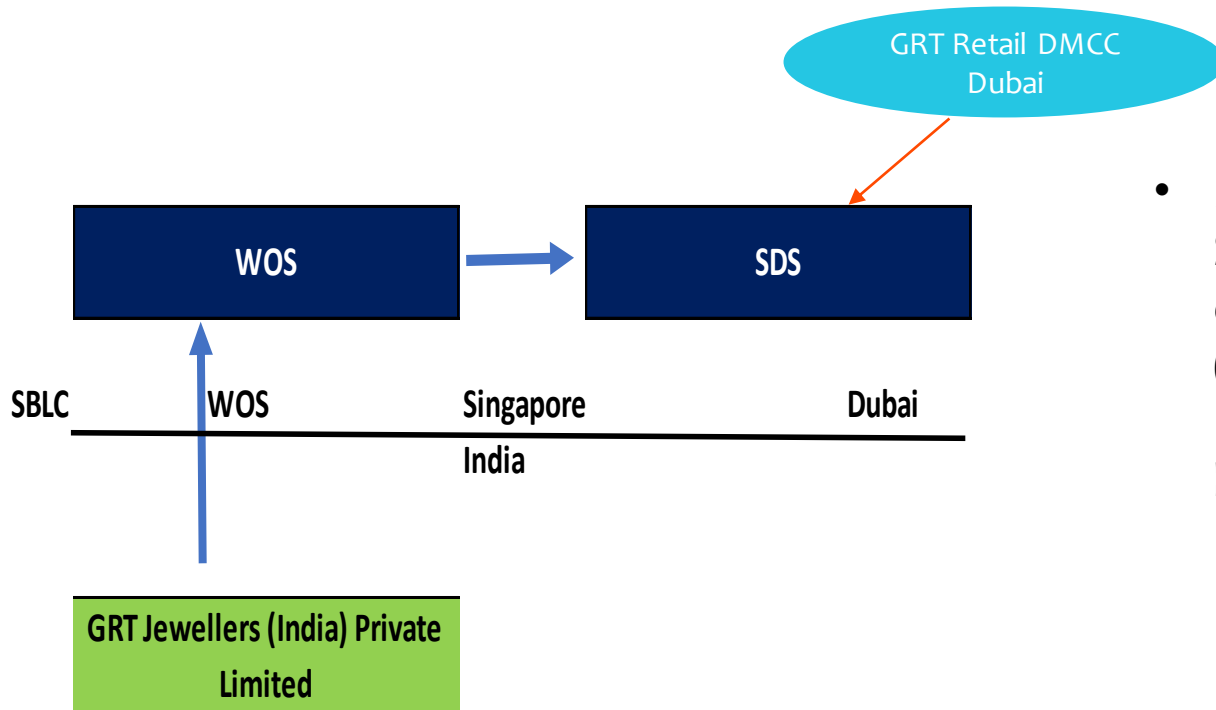 GRT Retail DMCC
Dubai
WOS
SDS
SBLC WOS Singapore Dubai
India
GRT Jewellers (India) Private
Limited